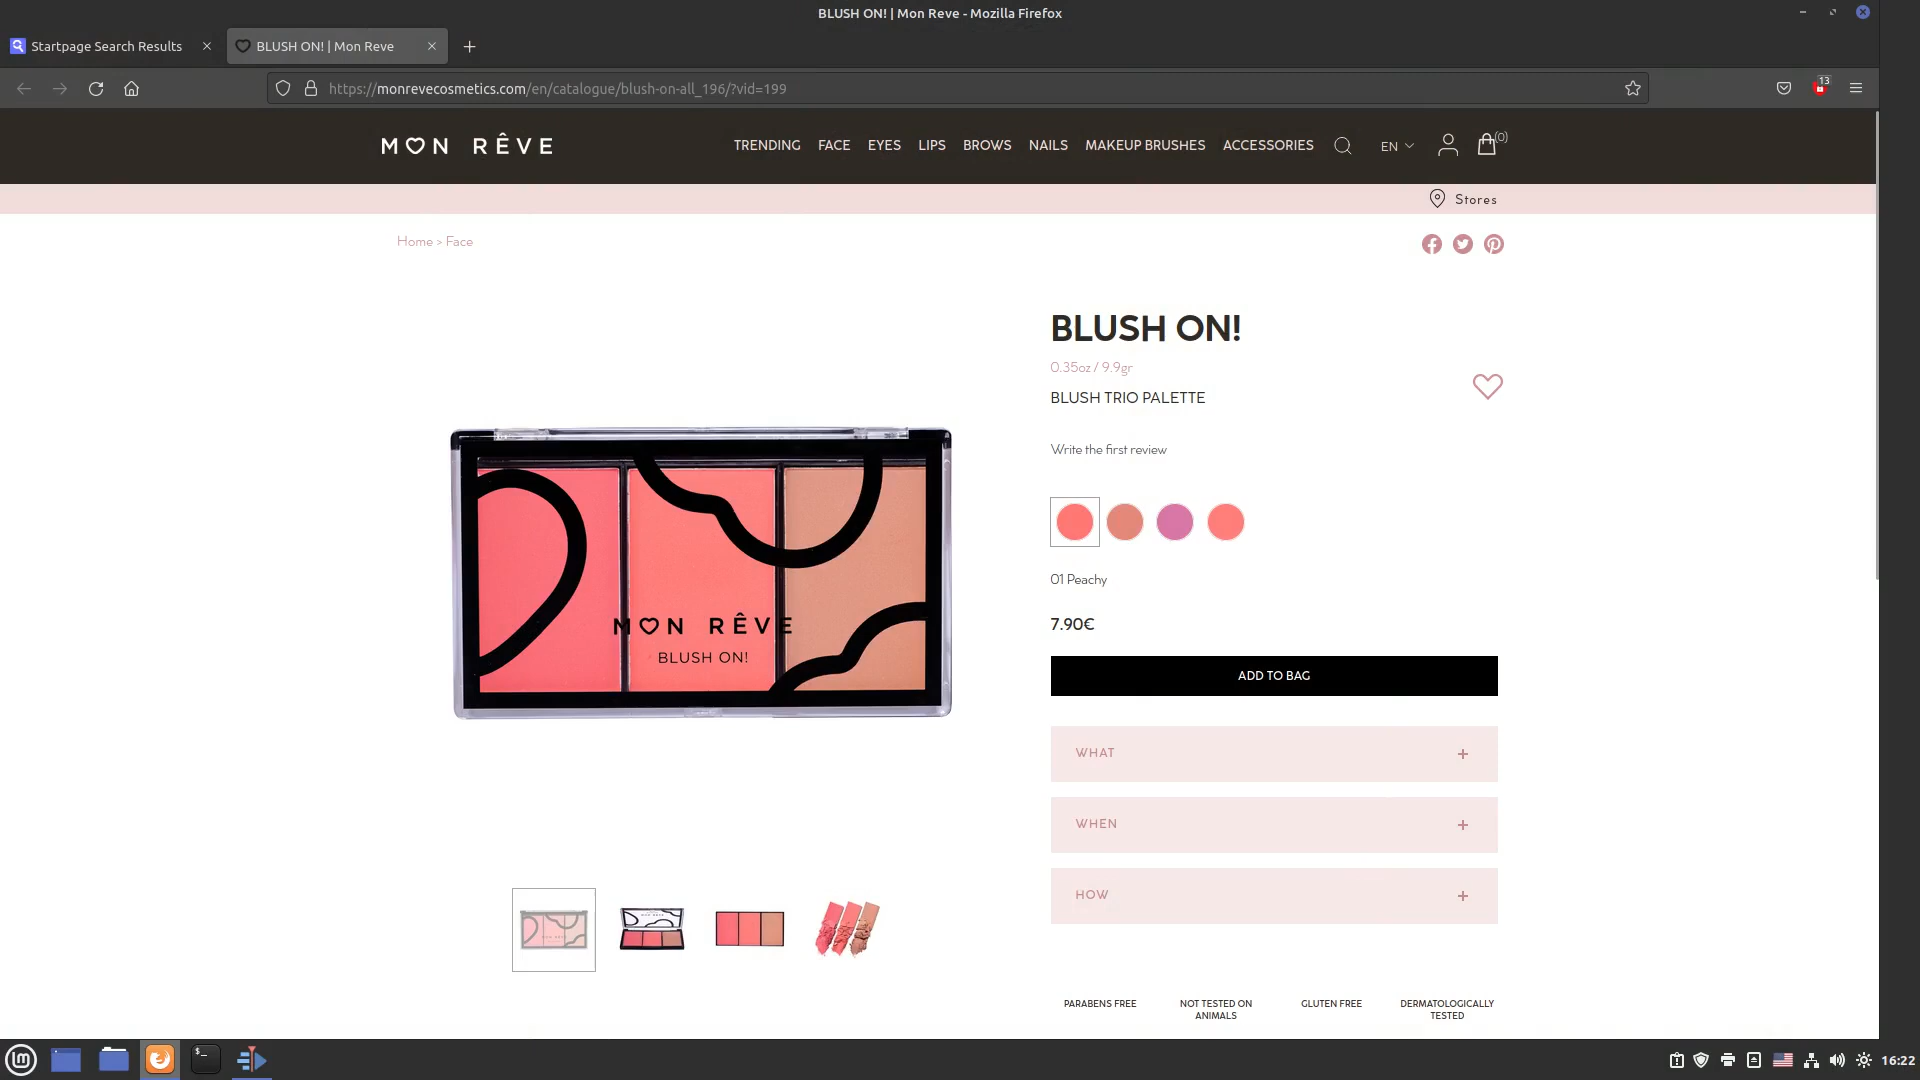 BLUSH ON! | Mon Reve - Mozilla Firefox
Startpage Search Results
BLUSH ON! | Mon Reve
https://monrevecosmetics.com/en/catalogue/blush-on-all_196/?vid=199
13
MON RÊVE
TRENDING FACE EYES LIPS BROWS NAILS MAKEUP BRUSHES ACCESSORIES
EN
(0)
Stores
Home > Face
BLUSH ON!
0.35oz / 9.9gr
BLUSH TRIO PALETTE
Write the first review
01 Peachy
7.90€
ADD TO BAG
MON RÊVE
BLUSH ON!
WHAT +
WHEN +
HOW +
PARABENS FREE
NOT TESTED ON
ANIMALS
GLUTEN FREE
DERMATOLOGICALLY
TESTED
16:22